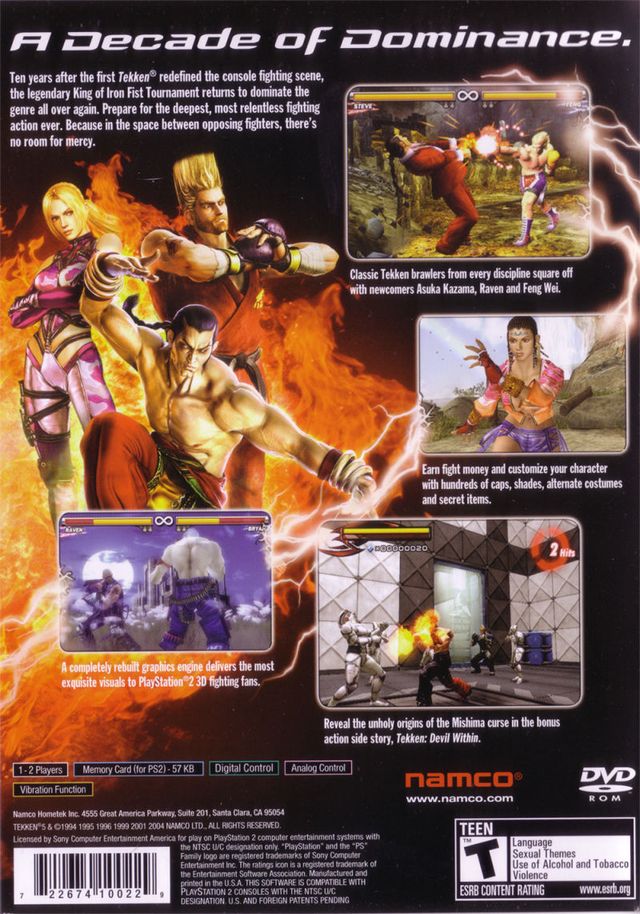 A Decade of Dominance.
Ten years after the first Tekken® redefined the console fighting scene,
the legendary King of Iron Fist Tournament returns to dominate the
genre all over again. Prepare for the deepest, most relentless fighting
action ever. Because in the space between opposing fighters, there's
no room for mercy.
STEVE
FENG
Classic Tekken brawlers from every discipline square off
with newcomers Asuka Kazama, Raven and Feng Wei.
Earn fight money and customize your character
with hundreds of caps, shades, alternate costumes
and secret items.
RAVEN
BRYAN
A completely rebuilt graphics engine delivers the most
exquisite visuals to PlayStation®2 3D fighting fans.
×00000020
2 Hits
Reveal the unholy origins of the Mishima curse in the bonus
action side story, Tekken: Devil Within.
1 - 2 Players
Memory Card (for PS2) - 57 KB
Digital Control
Analog Control
Vibration Function
namco®
www.namco.com
DVD
ROM
Namco Hometek Inc. 4555 Great America Parkway, Suite 201, Santa Clara, CA 95054
TEKKEN®5 & ©1994 1995 1996 1999 2001 2004 NAMCO LTD., ALL RIGHTS RESERVED.
Licensed by Sony Computer Entertainment America for play on PlayStation 2 computer entertainment systems with
the NTSC U/C designation only. "PlayStation" and the "PS"
Family logo are registered trademarks of Sony Computer
Entertainment Inc. The ratings icon is a registered trademark of
the Entertainment Software Association. Manufactured and
printed in the U.S.A. THIS SOFTWARE IS COMPATIBLE WITH
PLAYSTATION 2 CONSOLES WITH THE NTSC U/C
DESIGNATION. U.S. AND FOREIGN PATENTS PENDING
7 22674 10022 9
TEEN
T
TM
Language
Sexual Themes
Use of Alcohol and Tobacco
Violence
ESRB CONTENT RATING
www.esrb.org